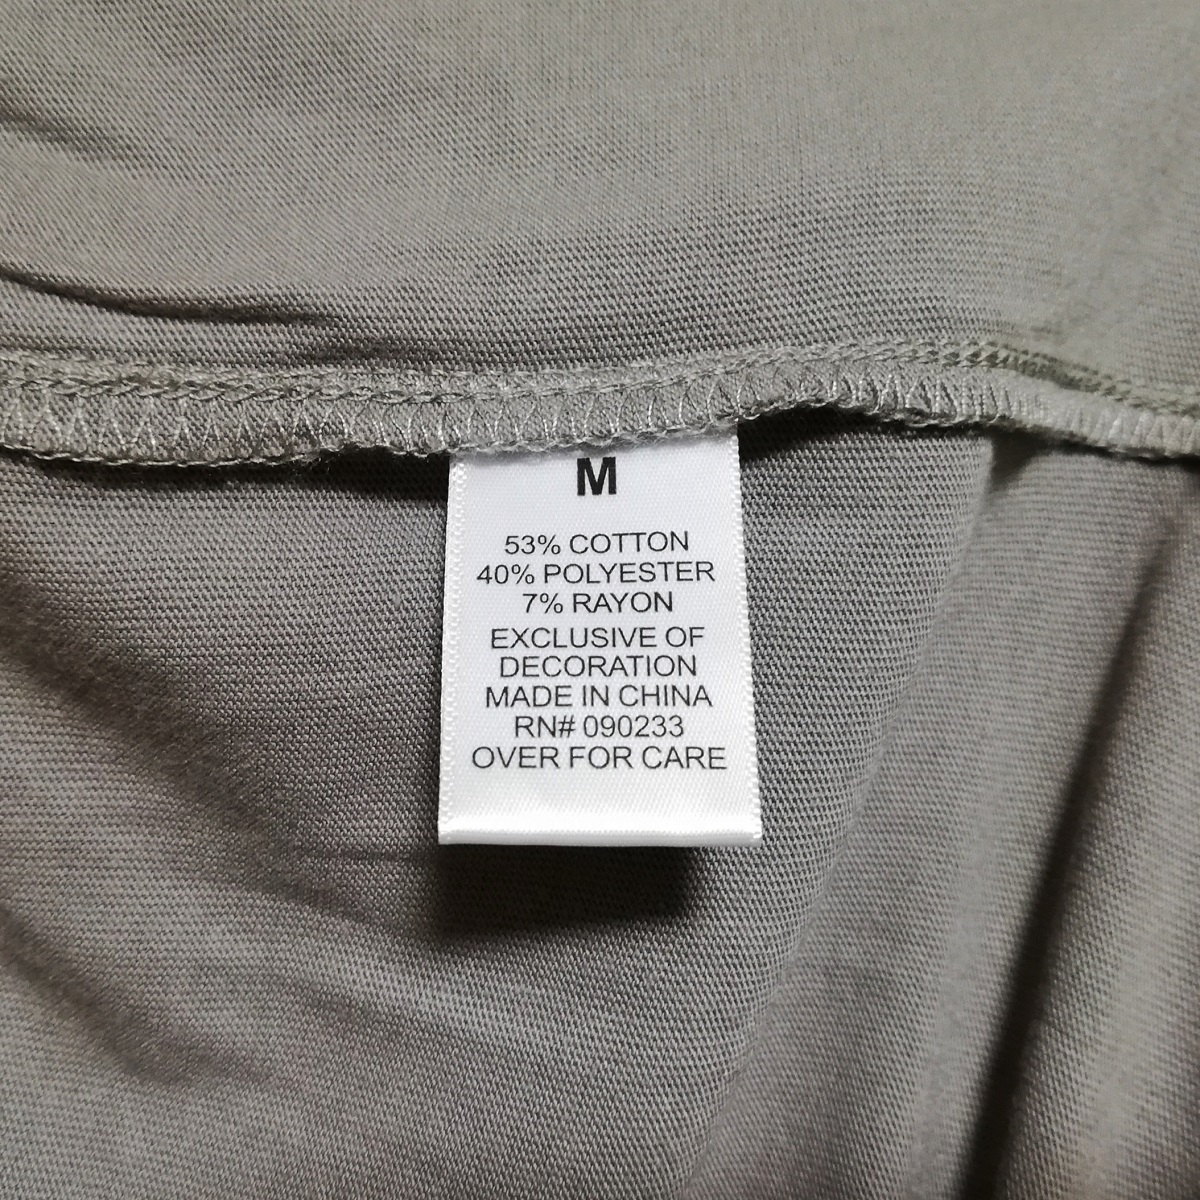 M
53% COTTON
40% POLYESTER
7% RAYON
EXCLUSIVE OF
DECORATION
MADE IN CHINA
RN# 090233
OVER FOR CARE